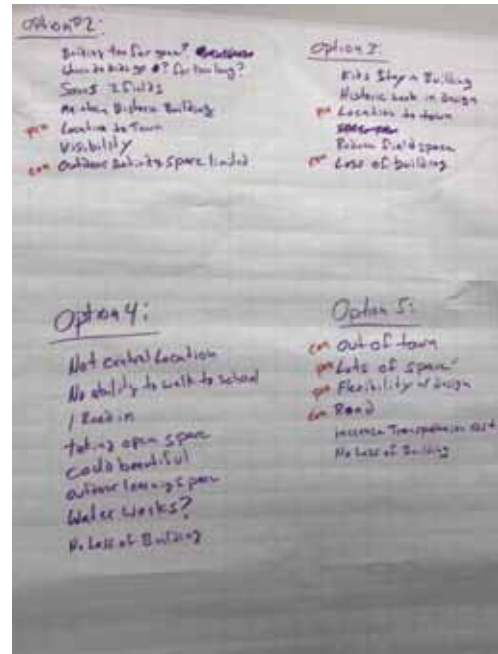 Option #2:
Building too far gone?
Where do kids go #? for how long?
Saves 2 Fields
Maintain Historic Building
pro Location to Town
Visibility
con Outdoor Activity Space limited
Option 3:
Kids Stay in Building
Historic look in Design
pro Location to town
Return Field space
con Loss of building
Option 4:
Not central Location
No ability to walk to school
1 Road in
taking open space
could beautiful
outdoor learning space
Water Works?
No Loss of Building
Option 5:
con out of town
pro Lots of space
pro Flexibility of design
con Road
increase Transportation cost
No Loss of Building